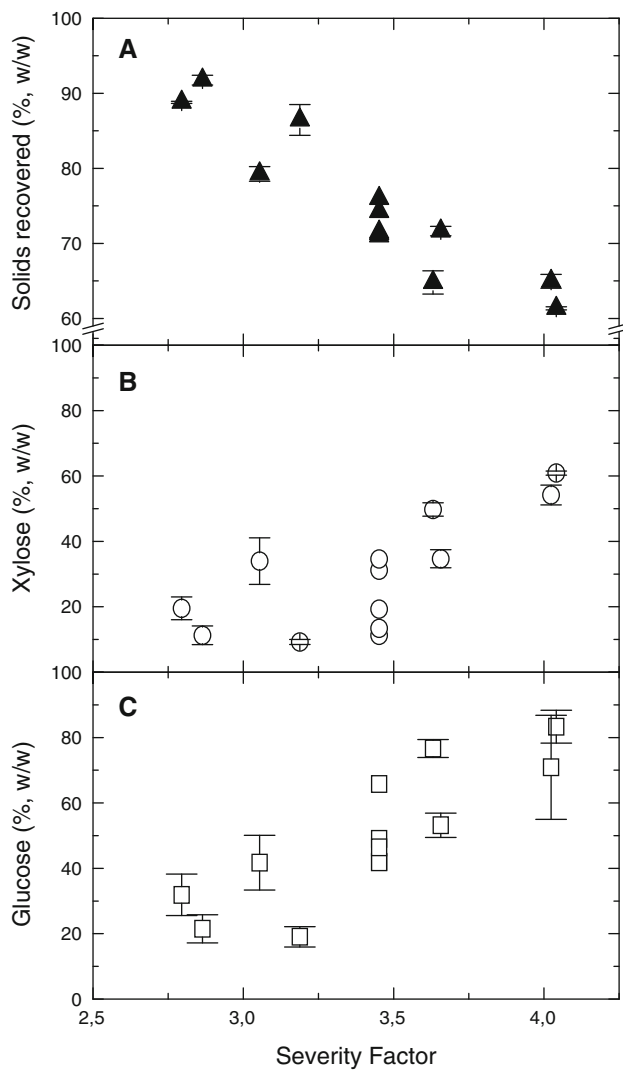 A
Solids recovered (%, w/w)
100
90
80
70
60
B
Xylose (%, w/w)
100
80
60
40
20
C
Glucose (%, w/w)
100
80
60
40
20
0
2,5 3,0 3,5 4,0
Severity Factor